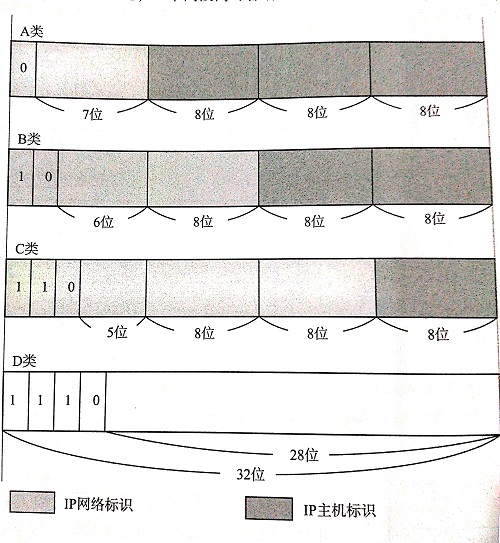 A类
0
7位 8位 8位 8位
B类
1 0
6位 8位 8位 8位
C类
1 1 0
5位 8位 8位 8位
D类
1 1 1 0
28位
32位
IP网络标识 IP主机标识